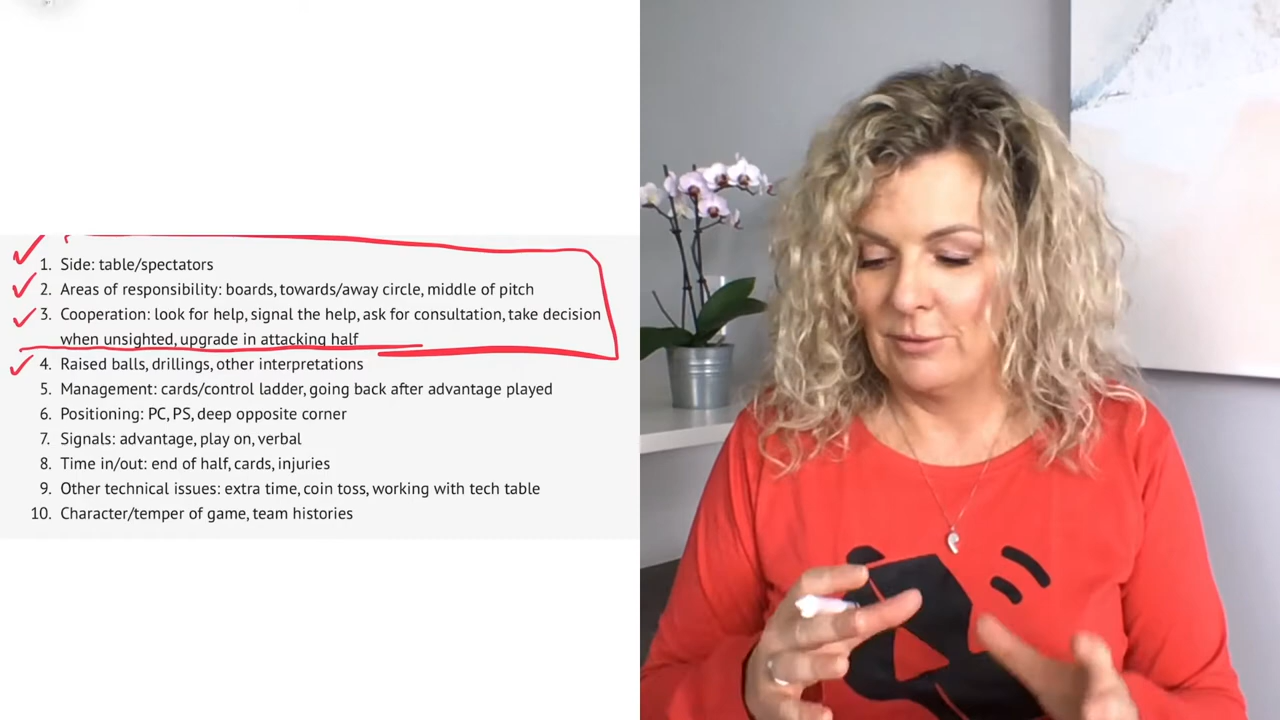 1. Side: table/spectators
2. Areas of responsibility: boards, towards/away circle, middle of pitch
3. Cooperation: look for help, signal the help, ask for consultation, take decision
when unsighted, upgrade in attacking half
4. Raised balls, drillings, other interpretations
5. Management: cards/control ladder, going back after advantage played
6. Positioning: PC, PS, deep opposite corner
7. Signals: advantage, play on, verbal
8. Time in/out: end of half, cards, injuries
9. Other technical issues: extra time, coin toss, working with tech table
10. Character/temper of game, team histories